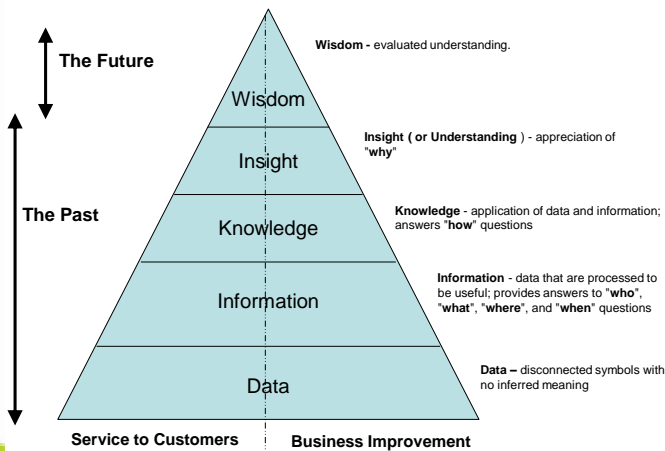 The Future
Wisdom - evaluated understanding.
Wisdom
Insight ( or Understanding ) - appreciation of
"why"
Insight
The Past
Knowledge - application of data and information;
answers "how" questions
Knowledge
Information - data that are processed to
be useful; provides answers to "who",
"what", "where", and "when" questions
Information
Data – disconnected symbols with
no inferred meaning
Data
Service to Customers
Business Improvement